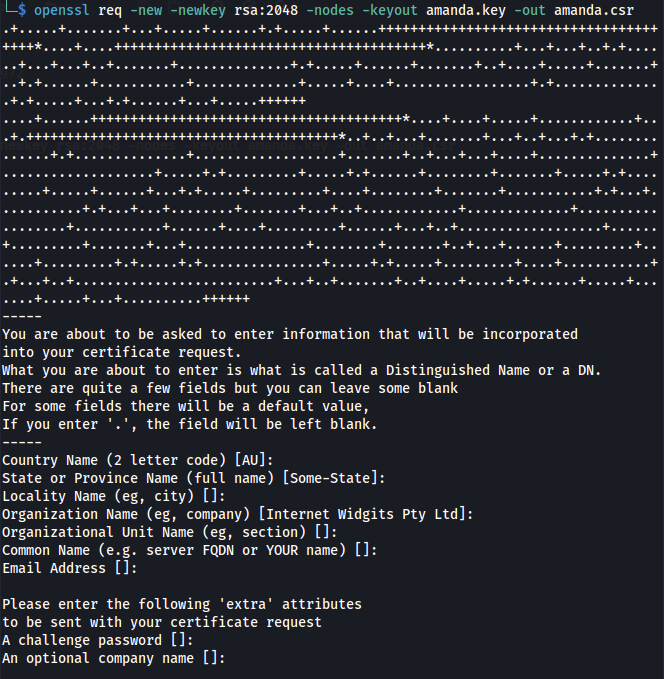 └─$ openssl req -new -newkey rsa:2048 -nodes -keyout amanda.key -out amanda.csr
-----
You are about to be asked to enter information that will be incorporated
into your certificate request.
What you are about to enter is what is called a Distinguished Name or a DN.
There are quite a few fields but you can leave some blank
For some fields there will be a default value,
If you enter '.', the field will be left blank.
-----
Country Name (2 letter code) [AU]:
State or Province Name (full name) [Some-State]:
Locality Name (eg, city) []:
Organization Name (eg, company) [Internet Widgits Pty Ltd]:
Organizational Unit Name (eg, section) []:
Common Name (e.g. server FQDN or YOUR name) []:
Email Address []:
Please enter the following 'extra' attributes
to be sent with your certificate request
A challenge password []:
An optional company name []: